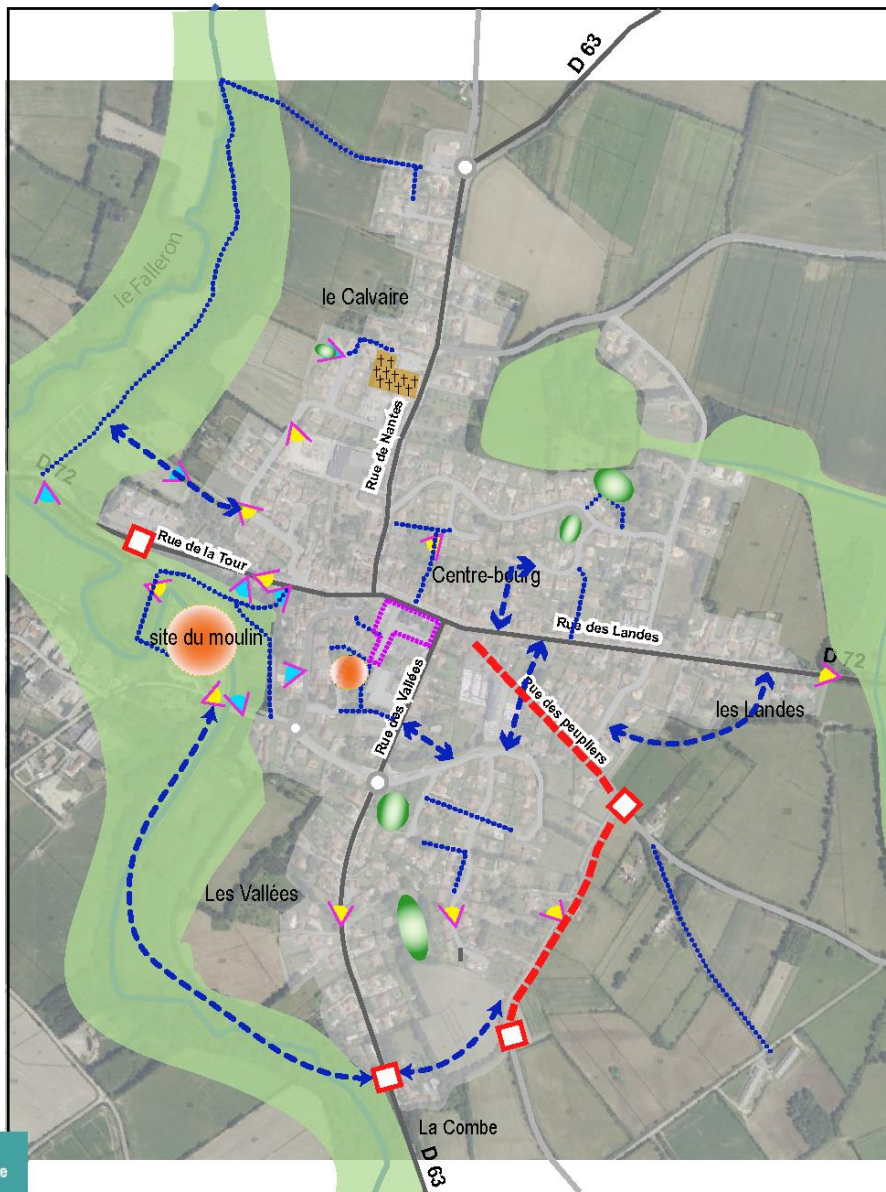 D 63
le Falleron
le Calvaire
Rue de Nantes
D 72
Rue de la Tour
Centre-bourg
site du moulin
Rue des Landes
D 72
Rue des Vallées
Rue des peupliers
les Landes
Les Vallées
La Combe
D 63
e